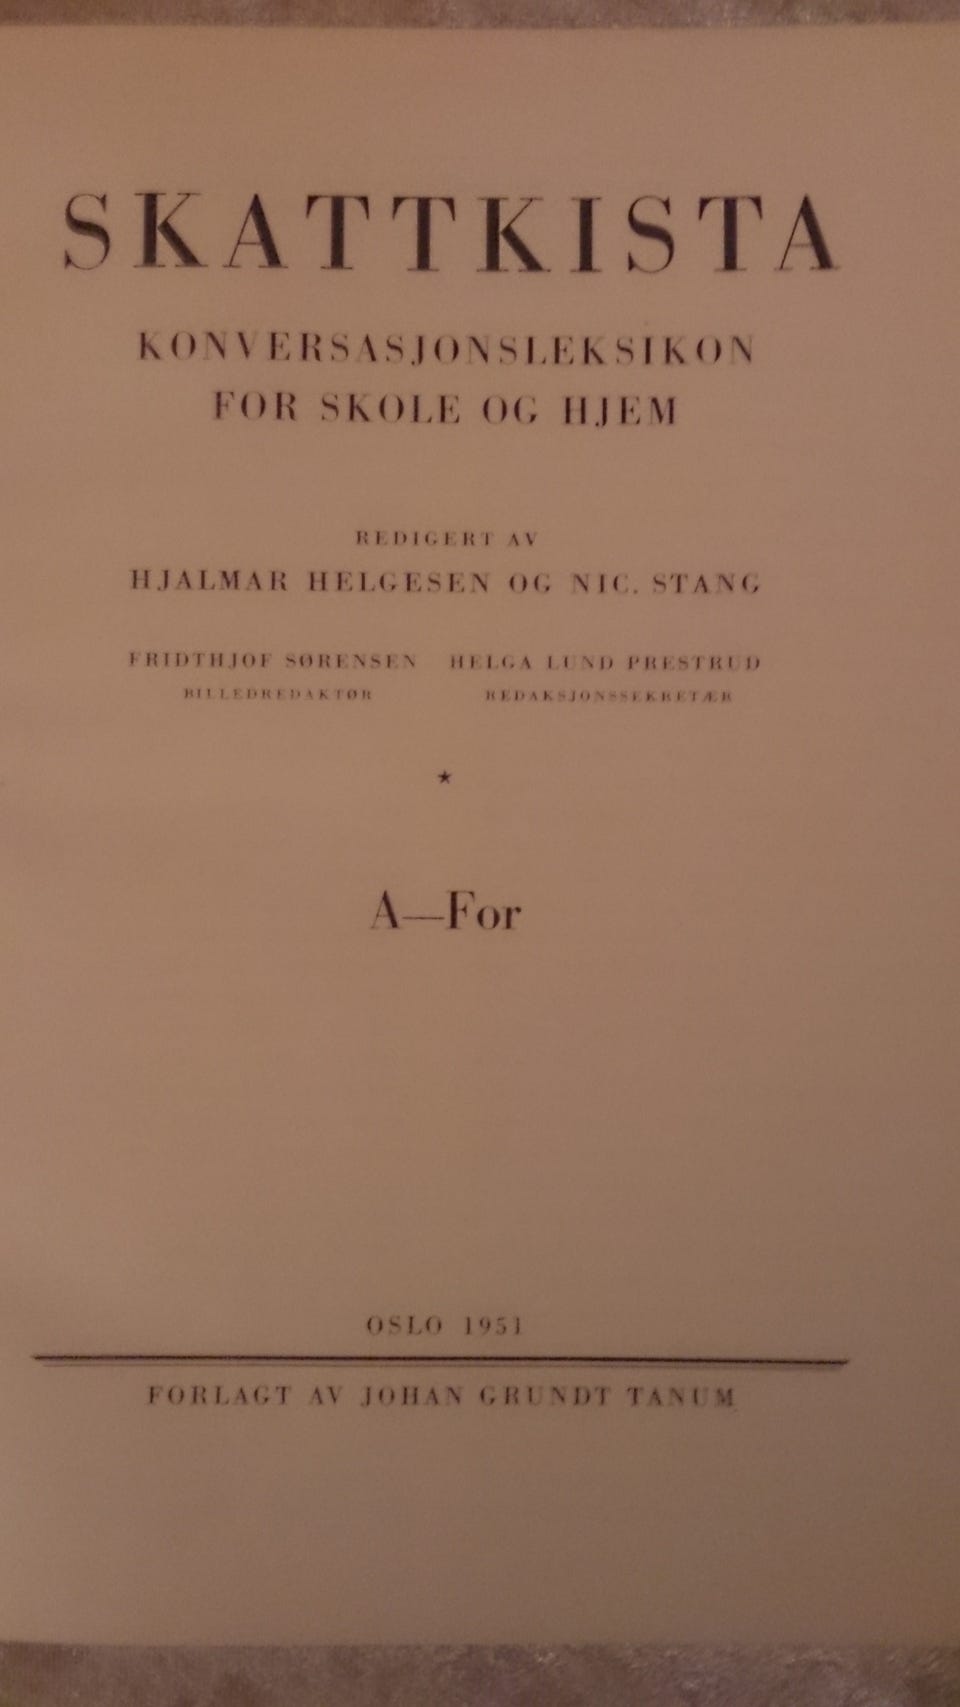 SKATTKISTA
KONVERSASJONSLEKSIKON
FOR SKOLE OG HJEM
REDIGERT AV
HJALMAR HELGESEN OG NIC. STANG
FRIDTHJOF SØRENSEN HELGA LUND PRESTRUD
BILLEDREDAKTØR REDAKSJONSSEKRETÆR
★
A—For
OSLO 1951
FORLAGT AV JOHAN GRUNDT TANUM